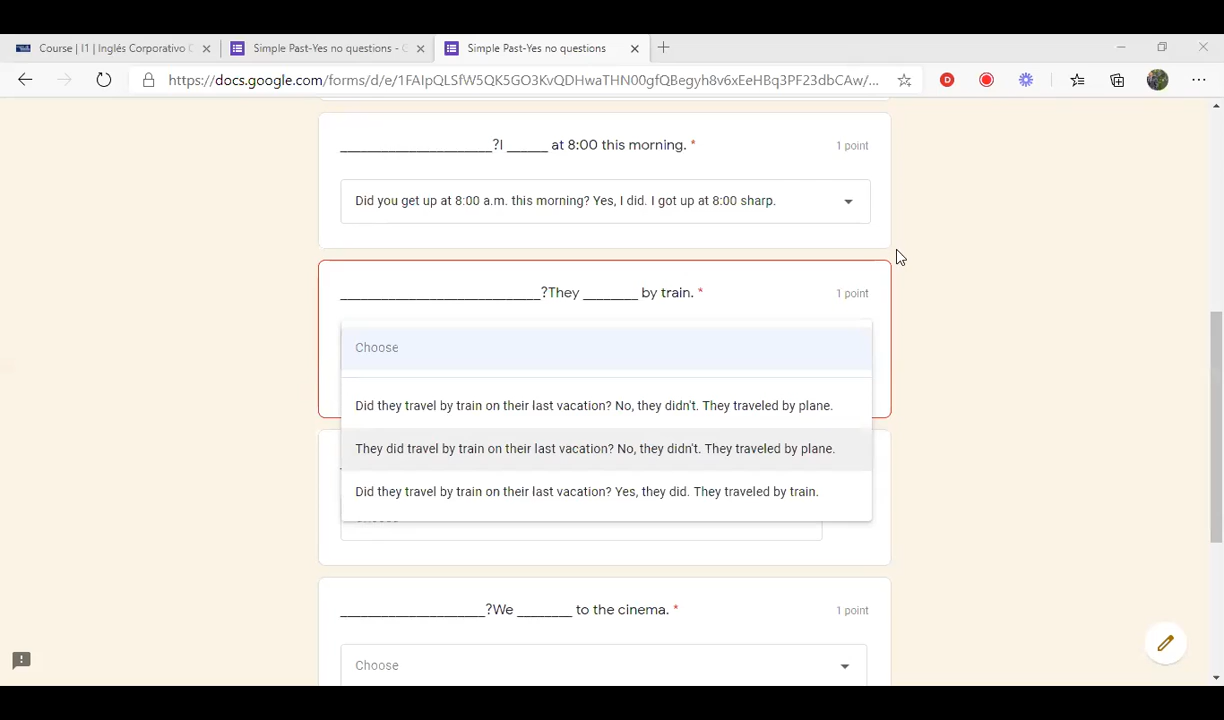 Course | I1 | Inglés Corporativo
Simple Past-Yes no questions -
Simple Past-Yes no questions
https://docs.google.com/forms/d/e/1FAIpQLSfW5QK5GO3KvQDHwaTHN00gfQBegyh8v6xEeHBq3PF23dbCAw/...
D
______________________?I ______ at 8:00 this morning. *
1 point
Did you get up at 8:00 a.m. this morning? Yes, I did. I got up at 8:00 sharp.
_____________________________?They ________ by train. *
1 point
Choose
Did they travel by train on their last vacation? No, they didn't. They traveled by plane.
They did travel by train on their last vacation? No, they didn't. They traveled by plane.
Did they travel by train on their last vacation? Yes, they did. They traveled by train.
_____________________?We ________ to the cinema. *
1 point
Choose